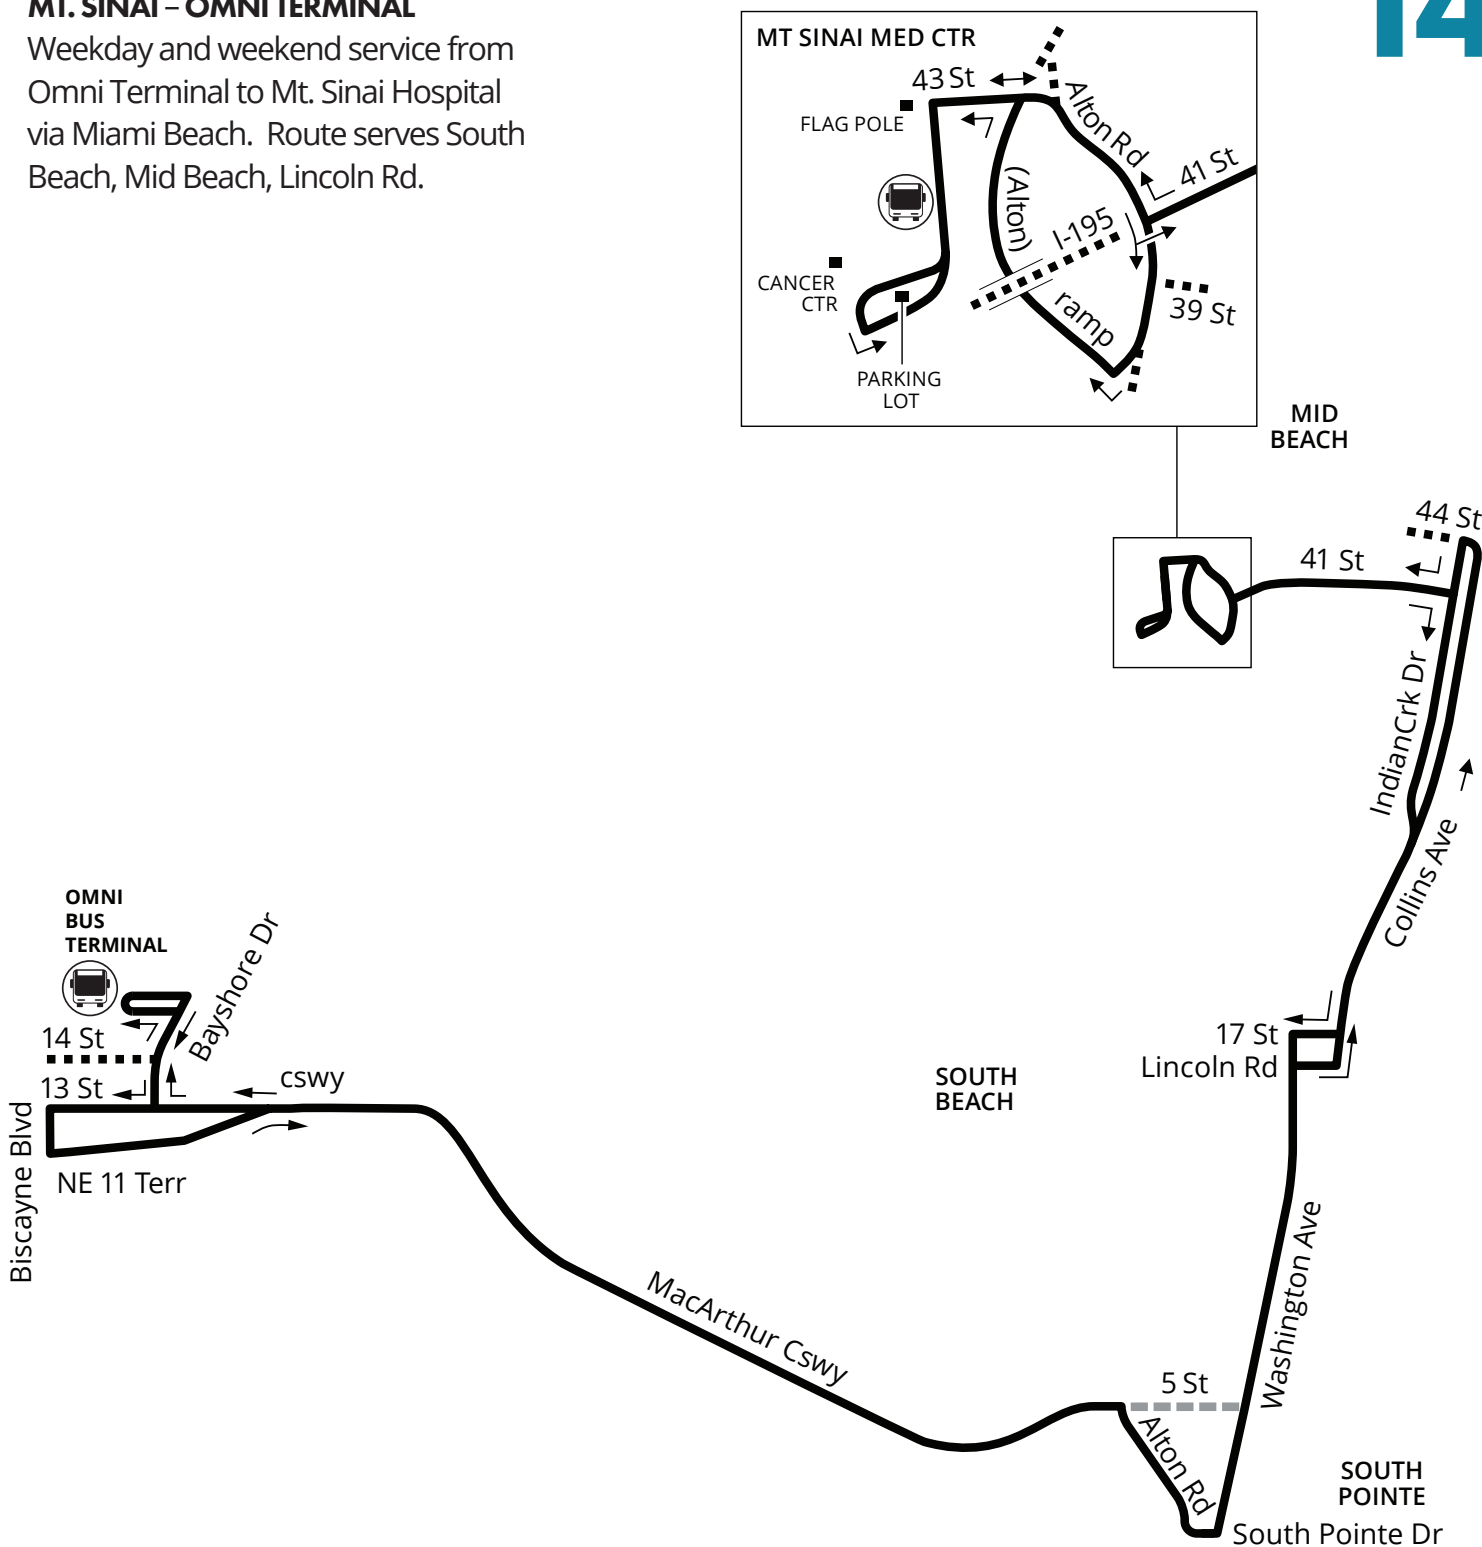 MT. SINAI – OMNI TERMINAL
Weekday and weekend service from
Omni Terminal to Mt. Sinai Hospital
via Miami Beach.  Route serves South
Beach, Mid Beach, Lincoln Rd.
14
MT SINAI MED CTR
43 St
FLAG POLE
Alton Rd
41 St
(Alton)
I-195
CANCER
CTR
ramp
39 St
PARKING
LOT
MID
BEACH
44 St
41 St
IndianCrk Dr
Collins Ave
OMNI
BUS
TERMINAL
Bayshore Dr
14 St
13 St
cswy
Biscayne Blvd
NE 11 Terr
17 St
Lincoln Rd
SOUTH
BEACH
Washington Ave
MacArthur Cswy
5 St
Alton Rd
SOUTH
POINTE
South Pointe Dr